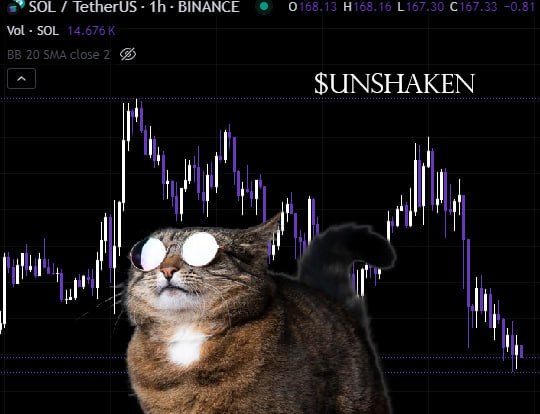 SOL / TetherUS · 1h · BINANCE O168.13 H168.16 L167.30 C167.33 -0.81
Vol · SOL 14.676K
BB 20 SMA close 2
$UNSHAKEN